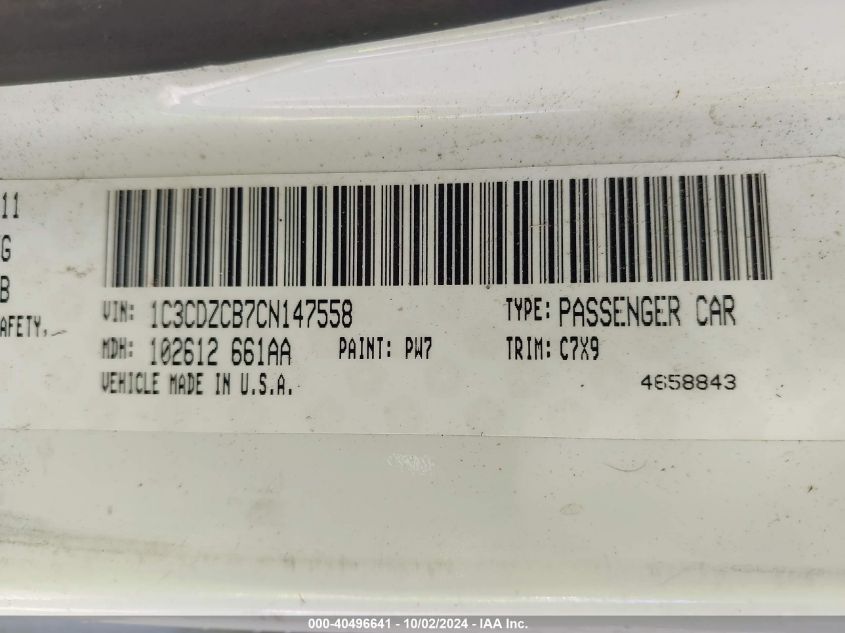 11
G
B
AFETY,
VIN: 1C3CDZCB7CN147558 TYPE: PASSENGER CAR
MDH: 102612 661AA PAINT: PW7 TRIM: C7X9
VEHICLE MADE IN U.S.A. 4658843
000-40496641 - 10/02/2024 - IAA Inc.